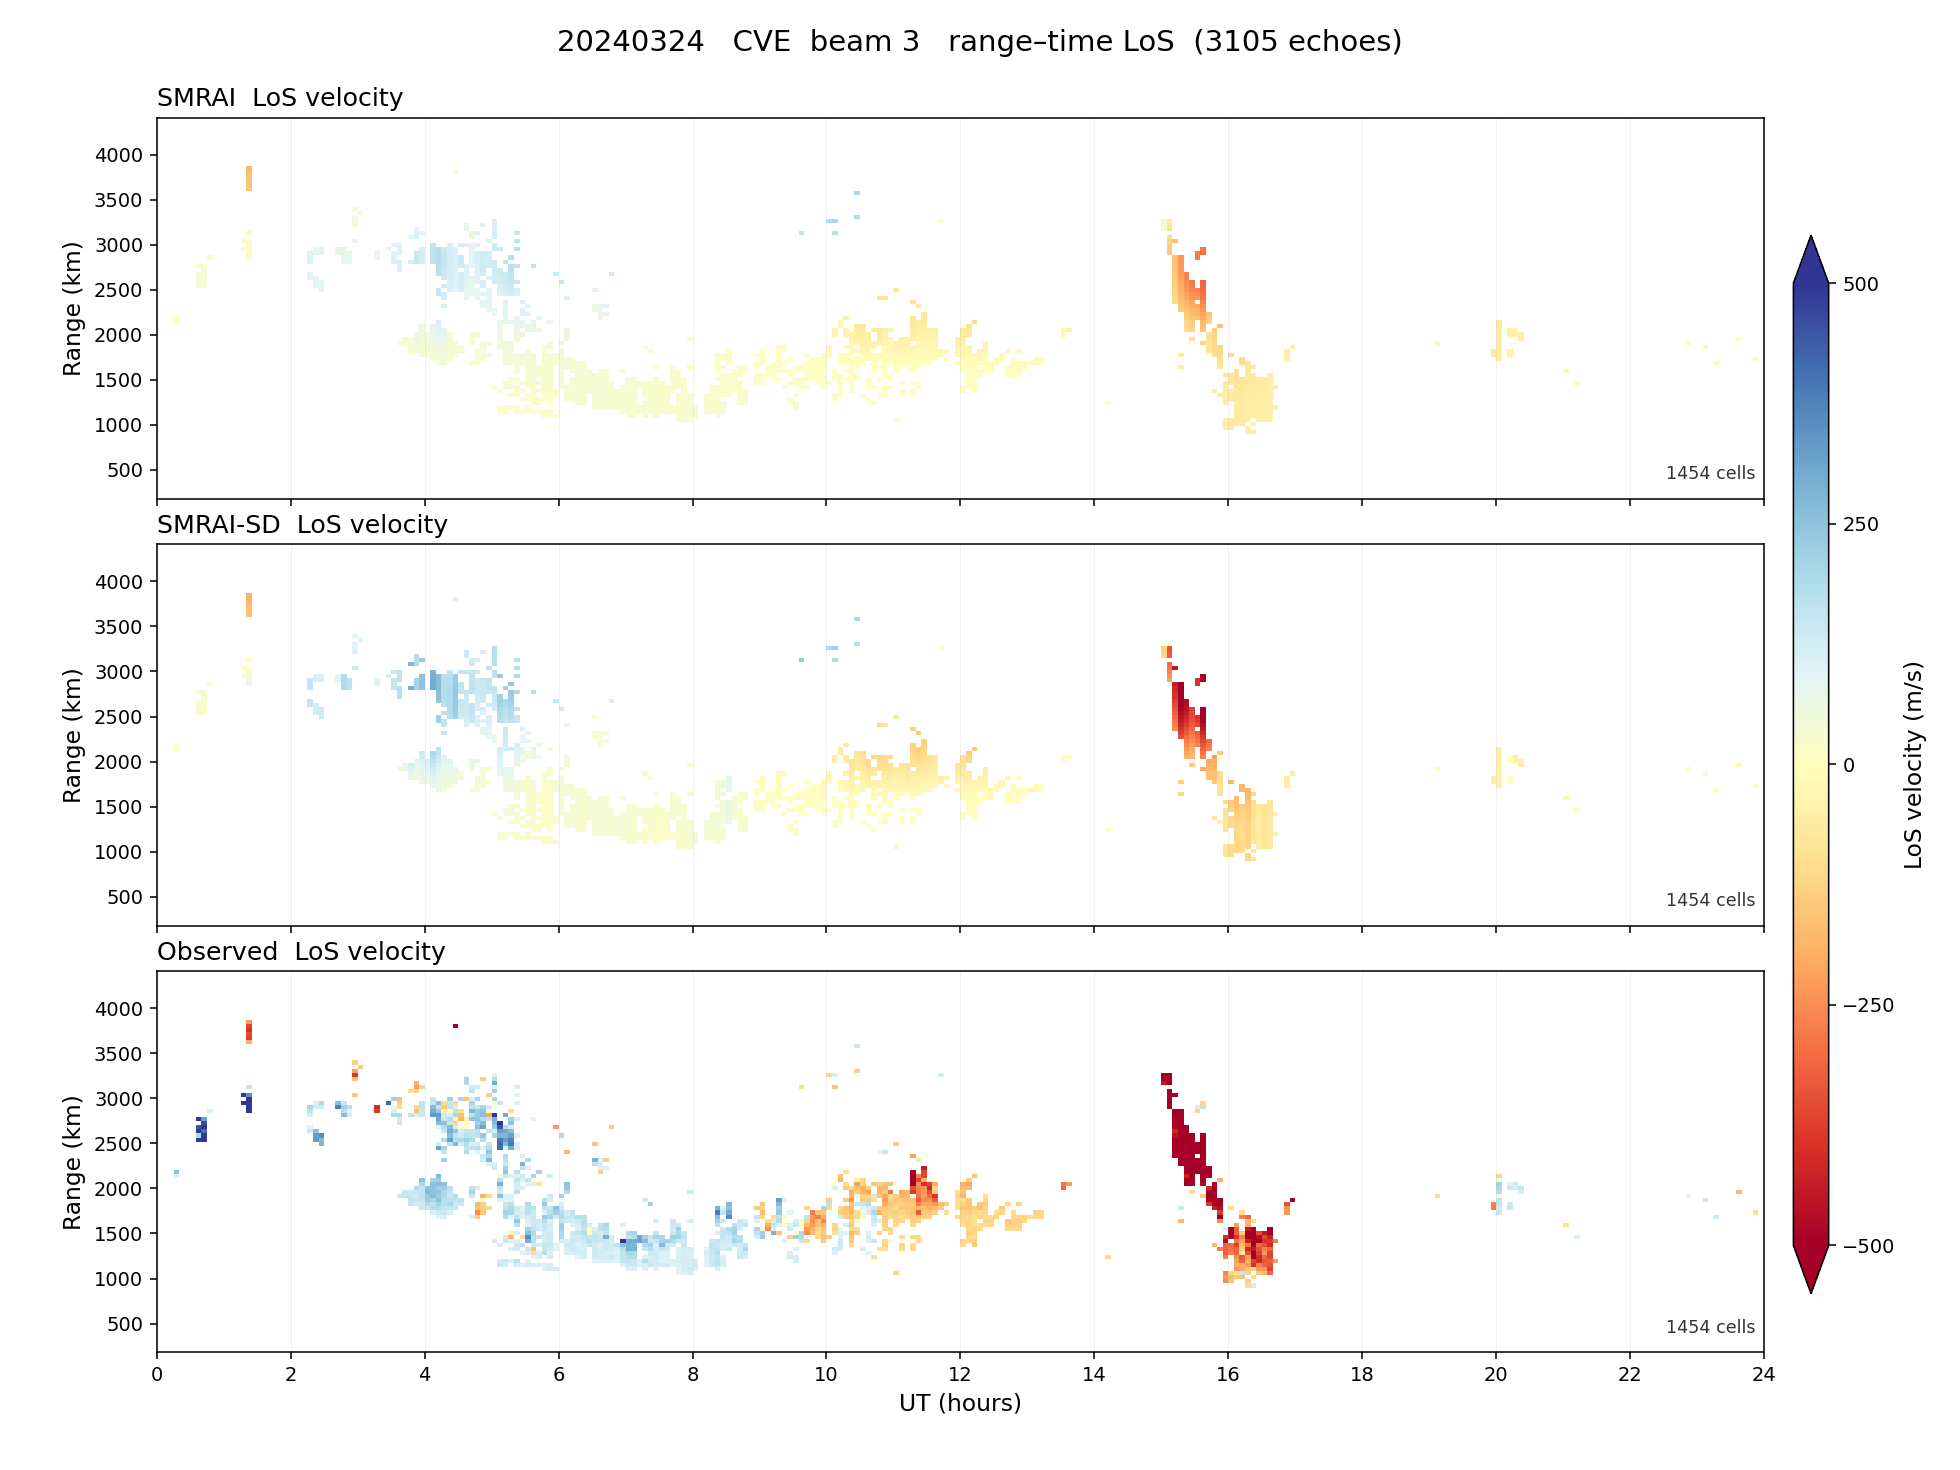 20240324   CVE  beam 3   range–time LoS  (3105 echoes)
SMRAI  LoS velocity
4000
3500
3000
2500
2000
1500
1000
500
Range (km)
1454 cells
SMRAI-SD  LoS velocity
4000
3500
3000
2500
2000
1500
1000
500
Range (km)
1454 cells
Observed  LoS velocity
4000
3500
3000
2500
2000
1500
1000
500
Range (km)
1454 cells
0 2 4 6 8 10 12 14 16 18 20 22 24
UT (hours)
500
250
0
−250
−500
LoS velocity (m/s)